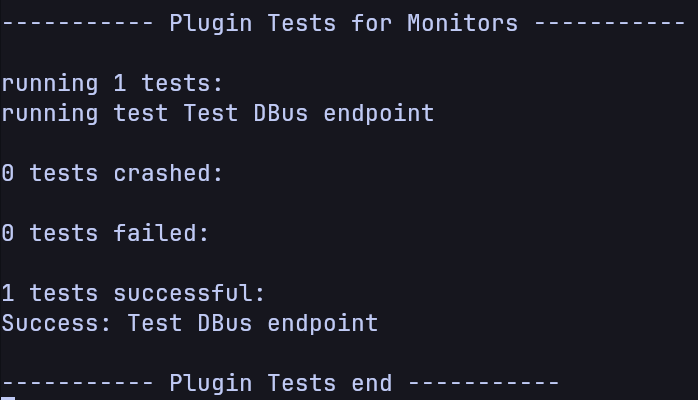 ----------- Plugin Tests for Monitors -----------
running 1 tests:
running test Test DBus endpoint
0 tests crashed:
0 tests failed:
1 tests successful:
Success: Test DBus endpoint
----------- Plugin Tests end -----------